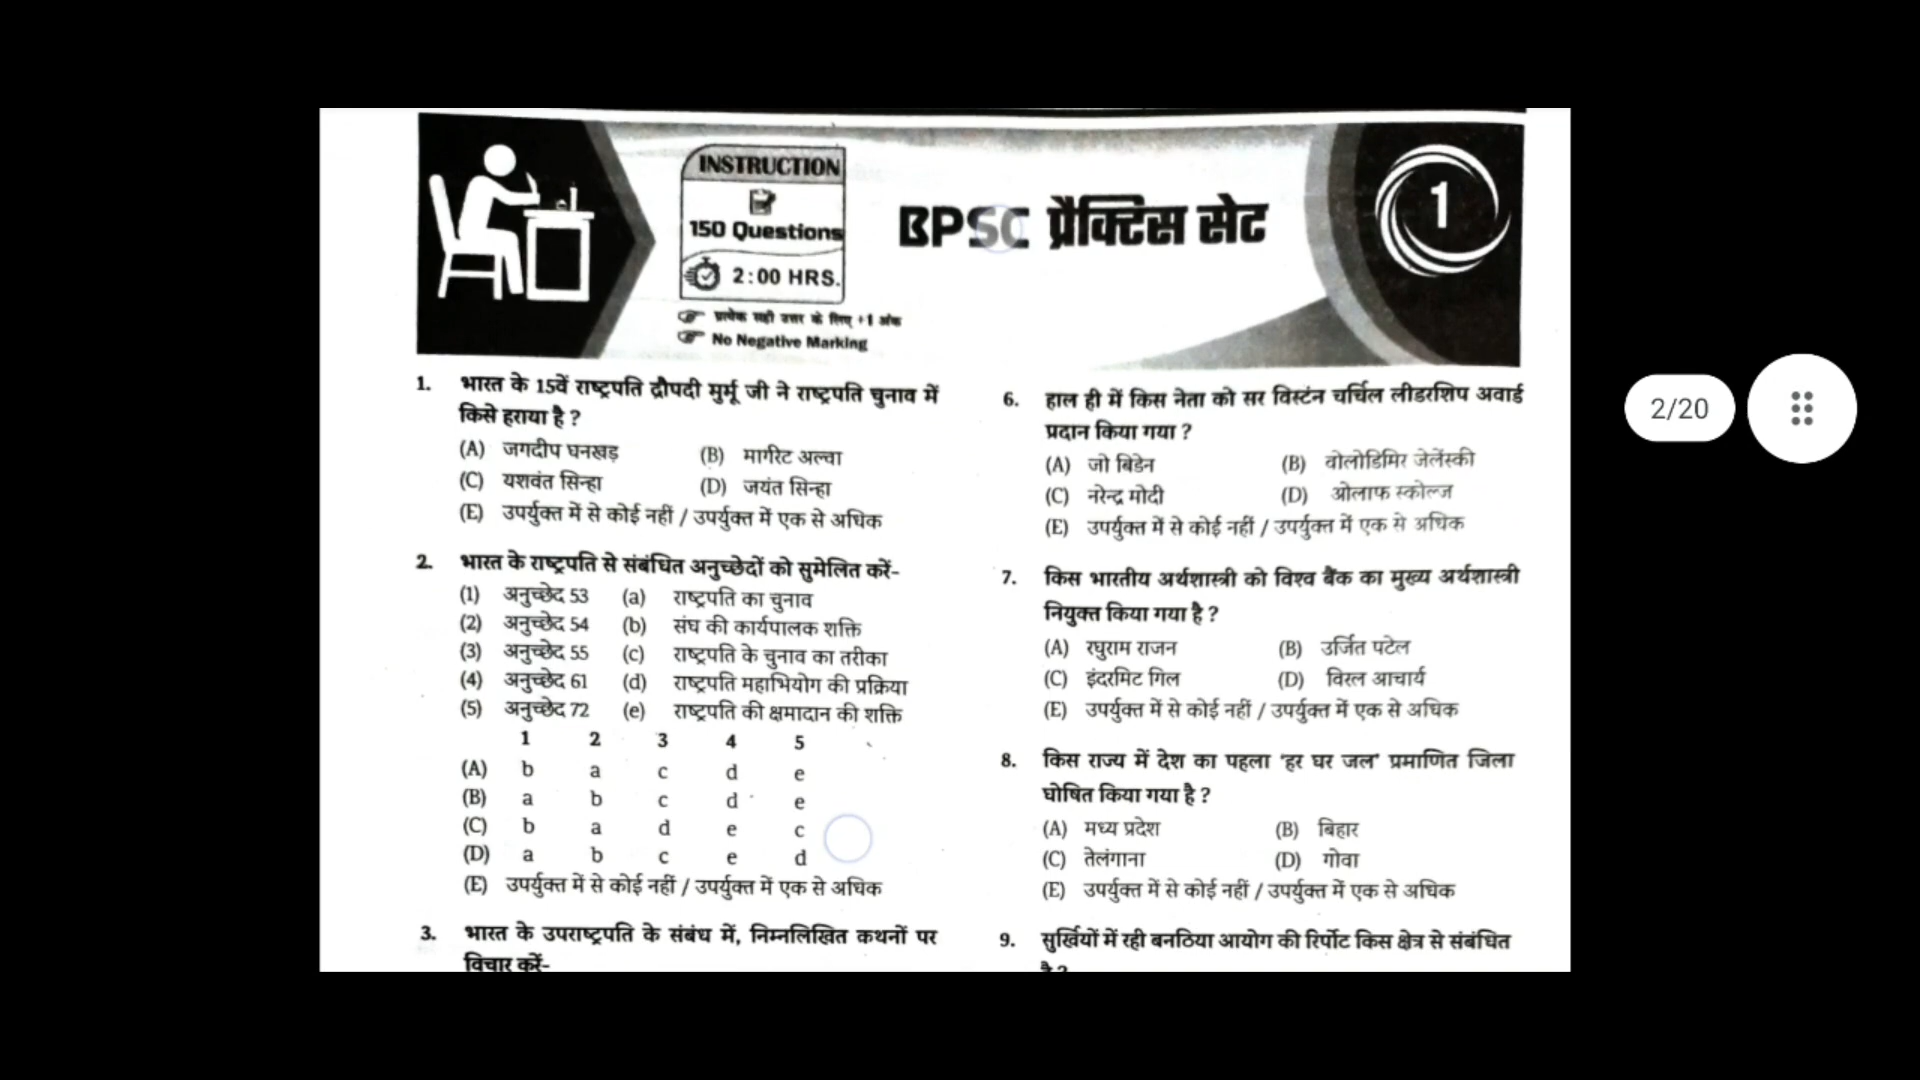 INSTRUCTION
150 Questions
2:00 HRS.
प्रत्येक सही उत्तर के लिए +1 अंक
No Negative Marking
BPSC प्रैक्टिस सेट
1
1. भारत के 15वें राष्ट्रपति द्रौपदी मुर्मू जी ने राष्ट्रपति चुनाव में
किसे हराया है ?
(A) जगदीप घनखड़ (B) मार्गरेट अल्वा
(C) यशवंत सिन्हा (D) जयंत सिन्हा
(E) उपर्युक्त में से कोई नहीं / उपर्युक्त में एक से अधिक
2. भारत के राष्ट्रपति से संबंधित अनुच्छेदों को सुमेलित करें-
(1) अनुच्छेद 53 (a) राष्ट्रपति का चुनाव
(2) अनुच्छेद 54 (b) संघ की कार्यपालक शक्ति
(3) अनुच्छेद 55 (c) राष्ट्रपति के चुनाव का तरीका
(4) अनुच्छेद 61 (d) राष्ट्रपति महाभियोग की प्रक्रिया
(5) अनुच्छेद 72 (e) राष्ट्रपति की क्षमादान की शक्ति
1 2 3 4 5
(A) b a c d e
(B) a b c d e
(C) b a d e c
(D) a b c e d
(E) उपर्युक्त में से कोई नहीं / उपर्युक्त में एक से अधिक
3. भारत के उपराष्ट्रपति के संबंध में, निम्नलिखित कथनों पर
विचार करें-
6. हाल ही में किस नेता को सर विस्टंन चर्चिल लीडरशिप अवार्ड
प्रदान किया गया ?
(A) जो बिडेन (B) वोलोडिमिर जेलेंस्की
(C) नरेन्द्र मोदी (D) ओलाफ स्कोल्ज
(E) उपर्युक्त में से कोई नहीं / उपर्युक्त में एक से अधिक
7. किस भारतीय अर्थशास्त्री को विश्व बैंक का मुख्य अर्थशास्त्री
नियुक्त किया गया है ?
(A) रघुराम राजन (B) उर्जित पटेल
(C) इंदरमिट गिल (D) विरल आचार्य
(E) उपर्युक्त में से कोई नहीं / उपर्युक्त में एक से अधिक
8. किस राज्य में देश का पहला ‘हर घर जल’ प्रमाणित जिला
घोषित किया गया है ?
(A) मध्य प्रदेश (B) बिहार
(C) तेलंगाना (D) गोवा
(E) उपर्युक्त में से कोई नहीं / उपर्युक्त में एक से अधिक
9. सुर्खियों में रही बनठिया आयोग की रिर्पोट किस क्षेत्र से संबंधित
2/20